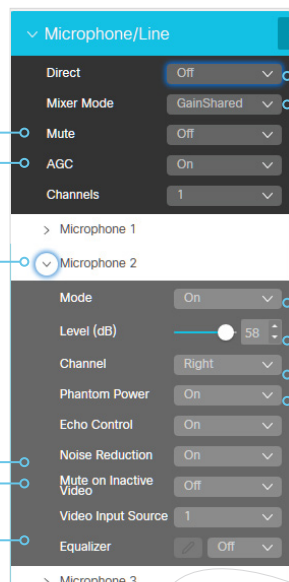 Microphone/Line
Direct Off
Mixer Mode GainShared
Mute Off
AGC On
Channels 1
Microphone 1
Microphone 2
Mode On
Level (dB) 58
Channel Right
Phantom Power On
Echo Control On
Noise Reduction On
Mute on Inactive
Video Off
Video Input Source 1
Equalizer Off
Microphone 3